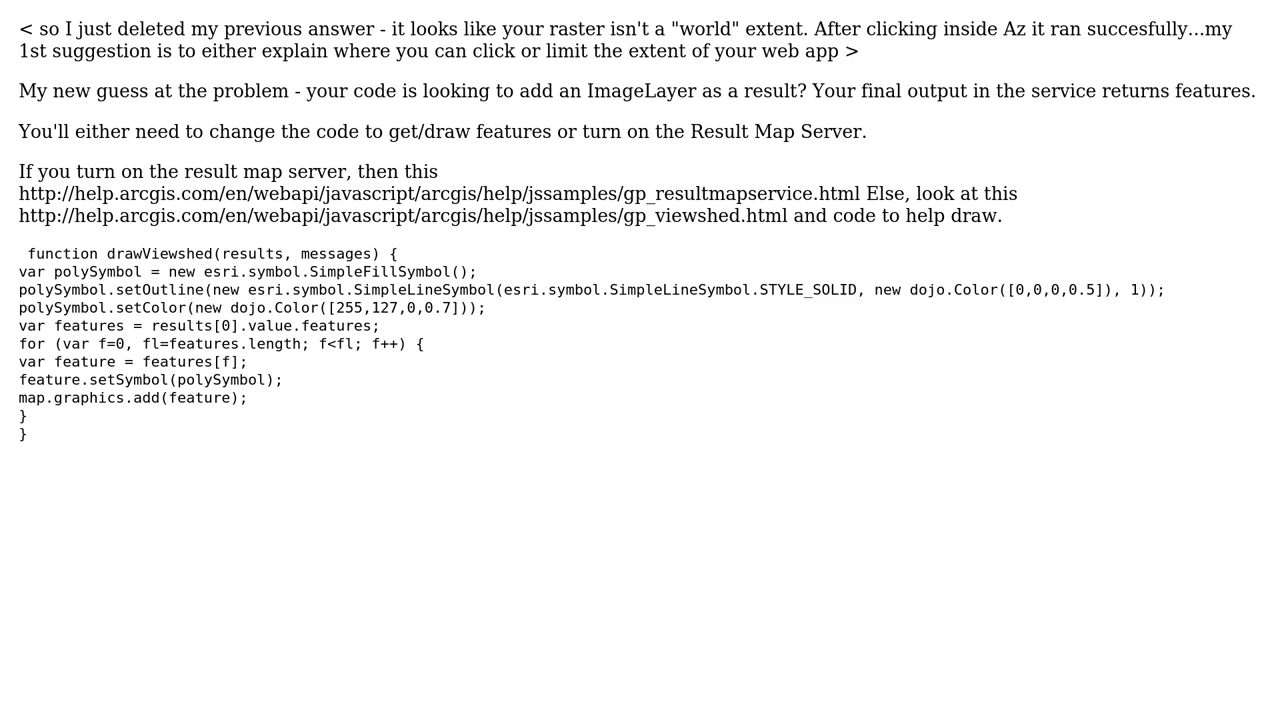 < so I just deleted my previous answer - it looks like your raster isn't a "world" extent. After clicking inside Az it ran succesfully...my
1st suggestion is to either explain where you can click or limit the extent of your web app >
My new guess at the problem - your code is looking to add an ImageLayer as a result? Your final output in the service returns features.
You'll either need to change the code to get/draw features or turn on the Result Map Server.
If you turn on the result map server, then this
http://help.arcgis.com/en/webapi/javascript/arcgis/help/jssamples/gp_resultmapservice.html Else, look at this
http://help.arcgis.com/en/webapi/javascript/arcgis/help/jssamples/gp_viewshed.html and code to help draw.
function drawViewshed(results, messages) {
var polySymbol = new esri.symbol.SimpleFillSymbol();
polySymbol.setOutline(new esri.symbol.SimpleLineSymbol(esri.symbol.SimpleLineSymbol.STYLE_SOLID, new dojo.Color([0,0,0,0.5]), 1));
polySymbol.setColor(new dojo.Color([255,127,0,0.7]));
var features = results[0].value.features;
for (var f=0, fl=features.length; f<fl; f++) {
var feature = features[f];
feature.setSymbol(polySymbol);
map.graphics.add(feature);
}
}